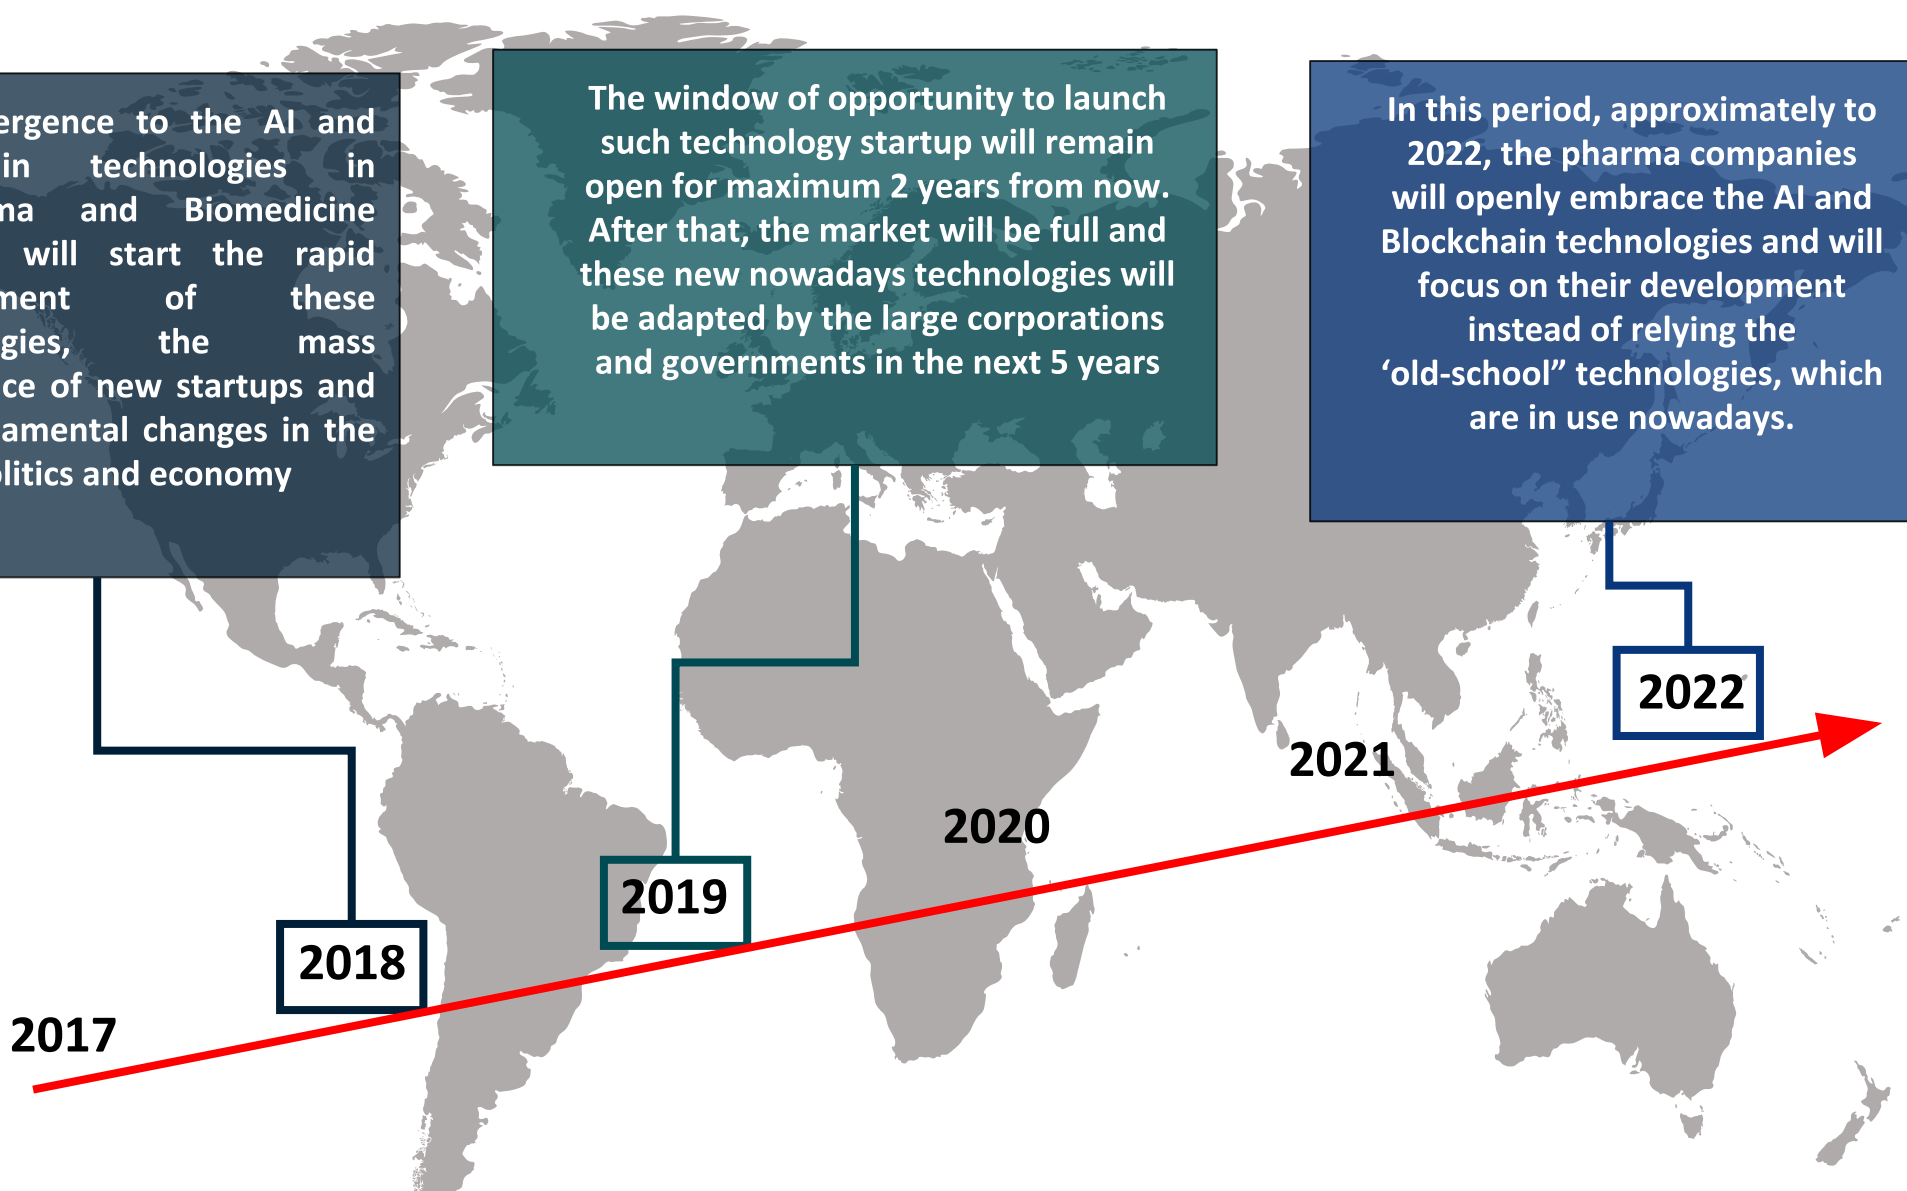 ergence to the AI and
in technologies in
ma and Biomedicine
will start the rapid
ment of these
gies, the mass
ce of new startups and
amental changes in the
litics and economy
The window of opportunity to launch
such technology startup will remain
open for maximum 2 years from now.
After that, the market will be full and
these new nowadays technologies will
be adapted by the large corporations
and governments in the next 5 years
In this period, approximately to
2022, the pharma companies
will openly embrace the AI and
Blockchain technologies and will
focus on their development
instead of relying the
‘old-school” technologies, which
are in use nowadays.
2022
2021
2020
2019
2018
2017